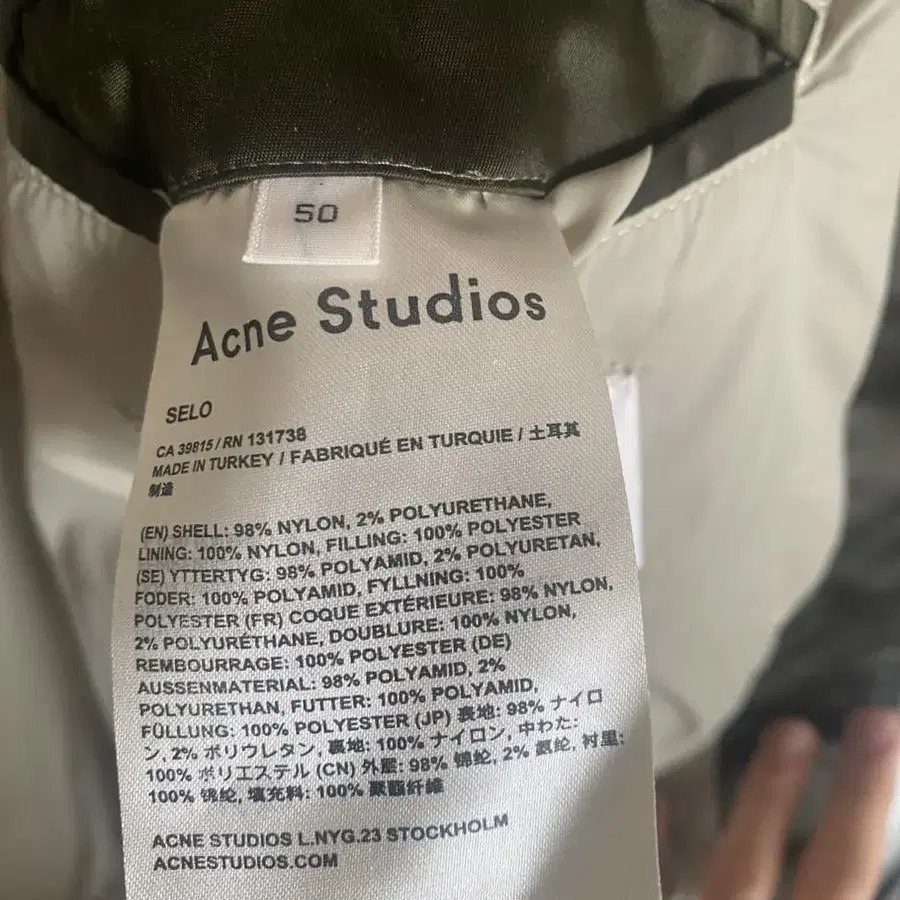 50
Acne Studios
SELO
CA 39815 / RN 131738
MADE IN TURKEY / FABRIQUÉ EN TURQUIE / 土耳其
制造
(EN) SHELL: 98% NYLON, 2% POLYURETHANE,
LINING: 100% NYLON, FILLING: 100% POLYESTER
(SE) YTTERTYG: 98% POLYAMID, 2% POLYURETAN,
FODER: 100% POLYAMID, FYLLNING: 100%
POLYESTER (FR) COQUE EXTÉRIEURE: 98% NYLON,
2% POLYURÉTHANE, DOUBLURE: 100% NYLON,
REMBOURRAGE: 100% POLYESTER (DE)
AUSSENMATERIAL: 98% POLYAMID, 2%
POLYURETHAN, FUTTER: 100% POLYAMID,
FÜLLUNG: 100% POLYESTER (JP) 表地: 98% ナイロ
ン, 2% ポリウレタン, 裏地: 100% ナイロン, 中わた:
100% ポリエステル (CN) 外层: 98% 锦纶, 2% 氨纶, 衬里:
100% 锦纶, 填充料: 100% 聚酯纤维
ACNE STUDIOS L.NYG.23 STOCKHOLM
ACNESTUDIOS.COM